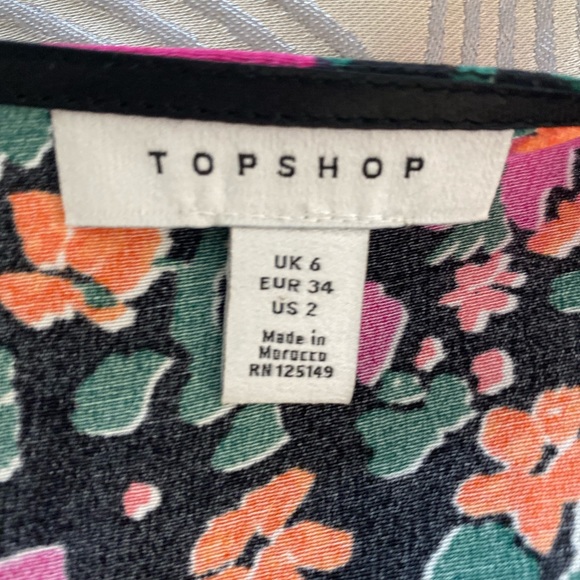 TOPSHOP
UK 6
EUR 34
US 2
Made in
Morocco
RN125149